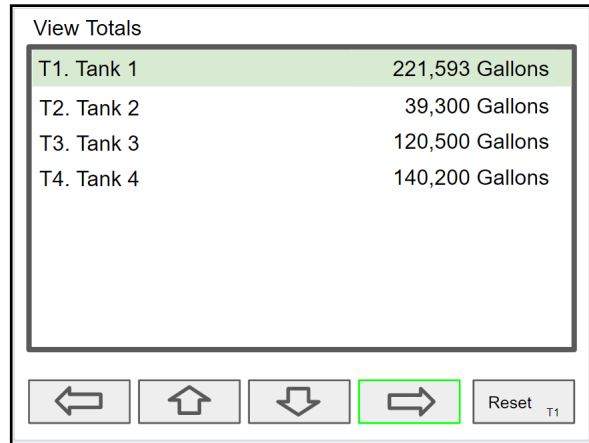 View Totals
T1. Tank 1 221,593 Gallons
T2. Tank 2 39,300 Gallons
T3. Tank 3 120,500 Gallons
T4. Tank 4 140,200 Gallons
Reset T1